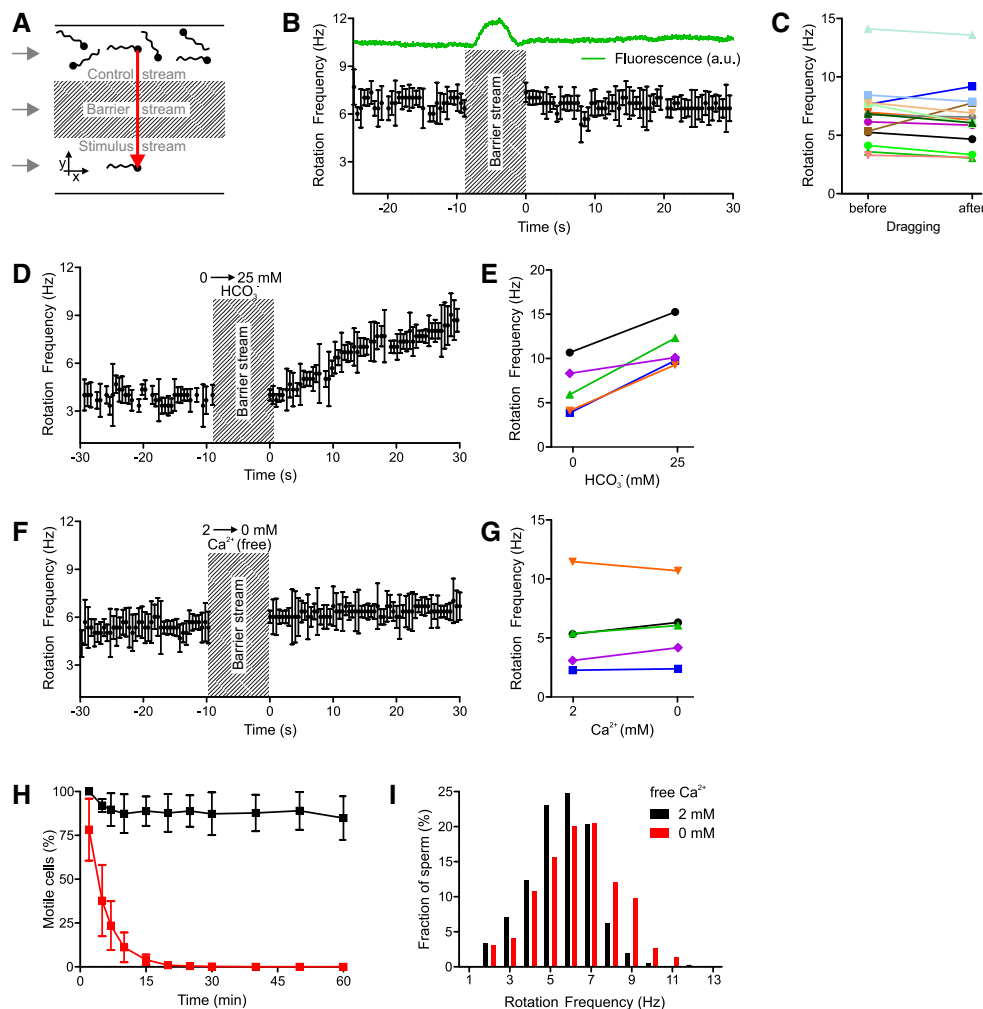 A
Control stream
Barrier stream
Stimulus stream
y
x
B
Rotation Frequency (Hz)
12
9
6
3
Fluorescence (a.u.)
Barrier stream
-20 -10 0 10 20 30
Time (s)
C
Rotation Frequency (Hz)
15
10
5
0
before after
Dragging
D
Rotation Frequency (Hz)
12
9
6
3
0 → 25 mM
HCO₃⁻
Barrier stream
-30 -20 -10 0 10 20 30
Time (s)
E
Rotation Frequency (Hz)
20
15
10
5
0
0 25
HCO₃⁻ (mM)
F
Rotation Frequency (Hz)
12
9
6
3
2 → 0 mM
Ca²⁺ (free)
Barrier stream
-30 -20 -10 0 10 20 30
Time (s)
G
Rotation Frequency (Hz)
15
10
5
0
2 0
Ca²⁺ (mM)
H
Motile cells (%)
100
75
50
25
0
0 15 30 45 60
Time (min)
I
Fraction of sperm (%)
25
20
15
10
5
0
free Ca²⁺
2 mM
0 mM
1 3 5 7 9 11 13
Rotation Frequency (Hz)